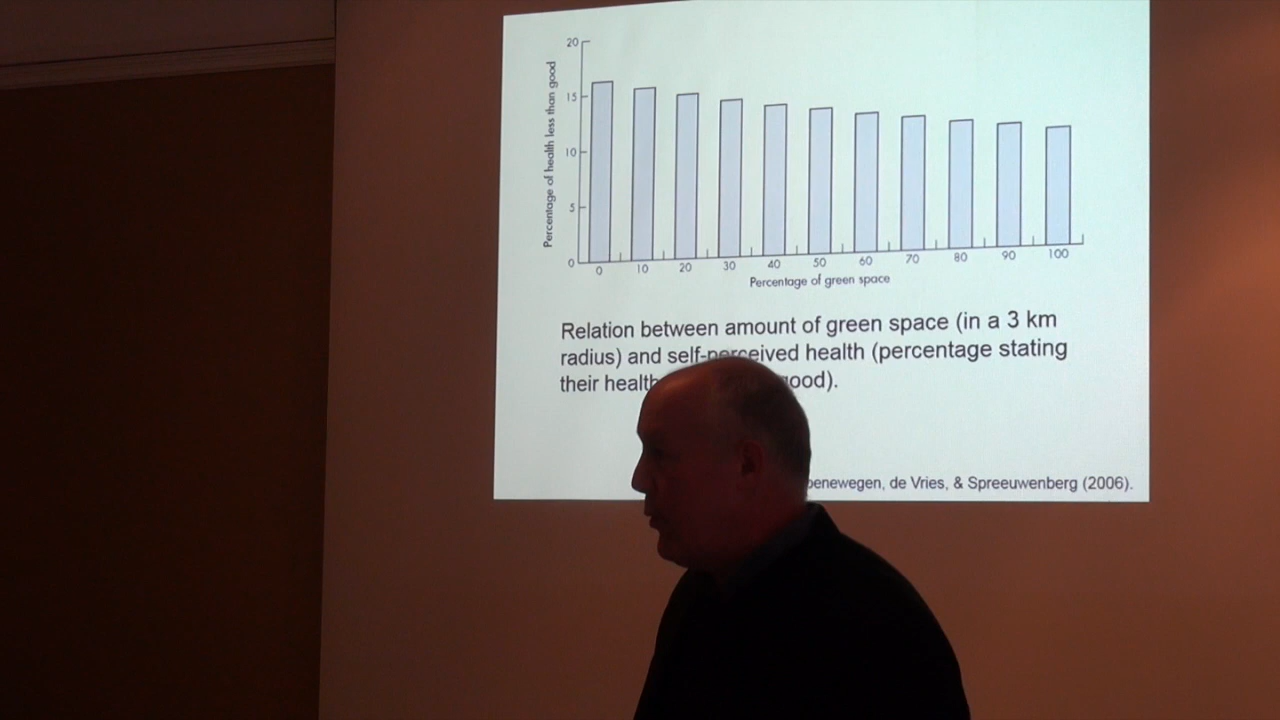 20
15
10
5
0
Percentage of health less than good
0 10 20 30 40 50 60 70 80 90 100
Percentage of green space
Relation between amount of green space (in a 3 km
radius) and self-perceived health (percentage stating
their health
de Vries, & Spreeuwenberg (2006).